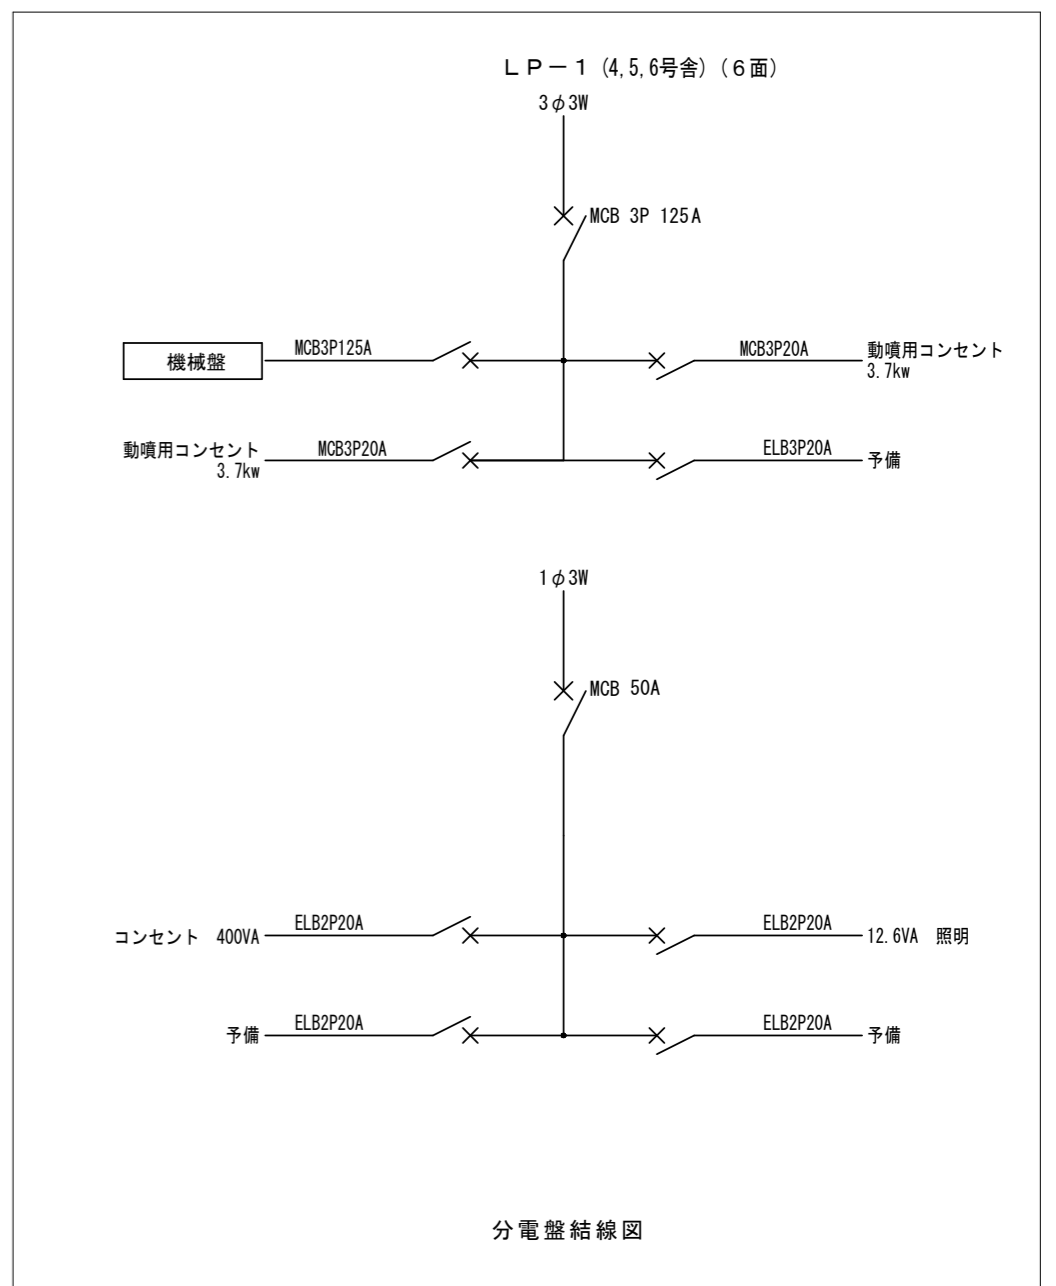 ＬＰ－１ (4,5,6号舎)（６面）
3φ3W
MCB 3P 125A
機械盤
MCB3P125A
MCB3P20A
動噴用コンセント
3.7kw
動噴用コンセント
3.7kw
MCB3P20A
ELB3P20A
予備
1φ3W
MCB 50A
コンセント 400VA
ELB2P20A
ELB2P20A
12.6VA 照明
予備
ELB2P20A
ELB2P20A
予備
分電盤結線図